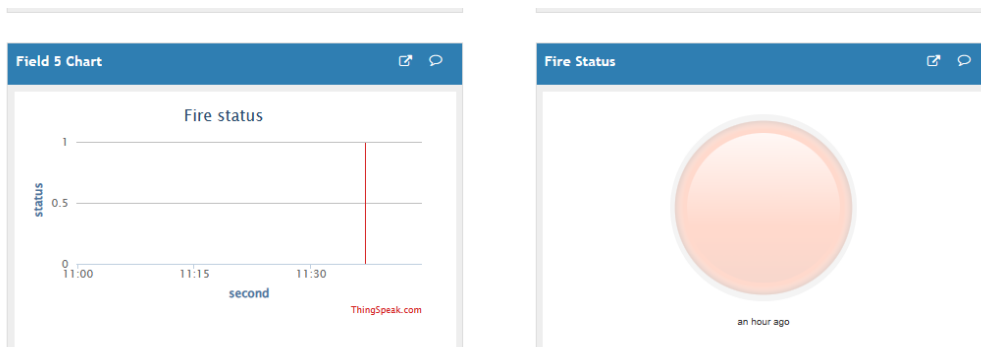 Field 5 Chart
Fire status
1
0.5
0
status
11:00 11:15 11:30
second
ThingSpeak.com
Fire Status
an hour ago